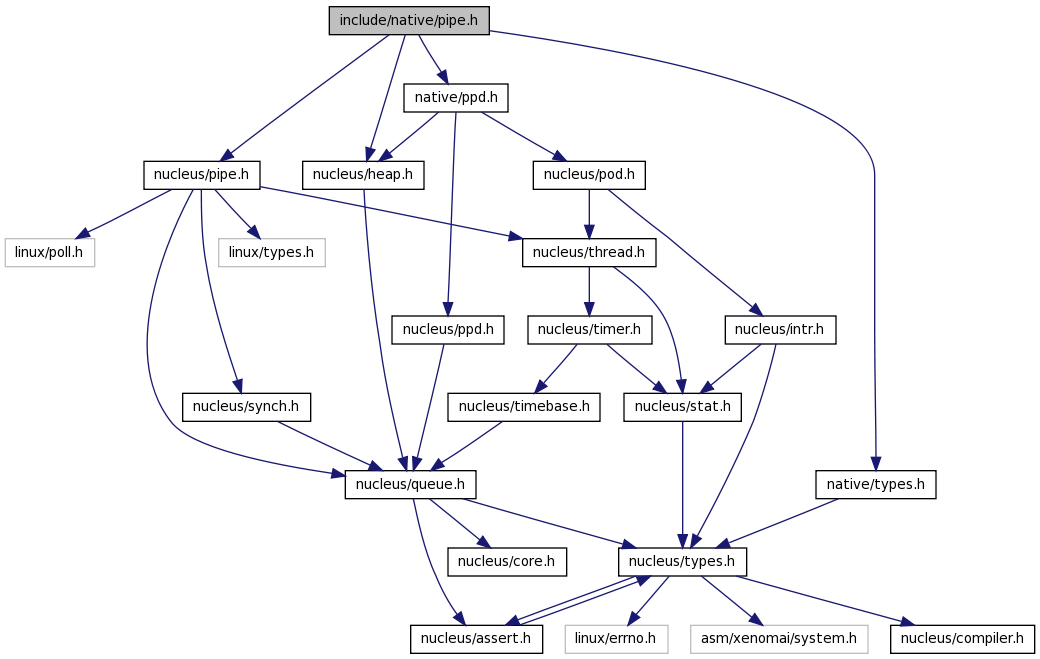 include/native/pipe.h
native/ppd.h
nucleus/pipe.h
nucleus/heap.h
nucleus/pod.h
linux/poll.h
linux/types.h
nucleus/thread.h
nucleus/ppd.h
nucleus/timer.h
nucleus/intr.h
nucleus/synch.h
nucleus/timebase.h
nucleus/stat.h
nucleus/queue.h
native/types.h
nucleus/core.h
nucleus/types.h
nucleus/assert.h
linux/errno.h
asm/xenomai/system.h
nucleus/compiler.h